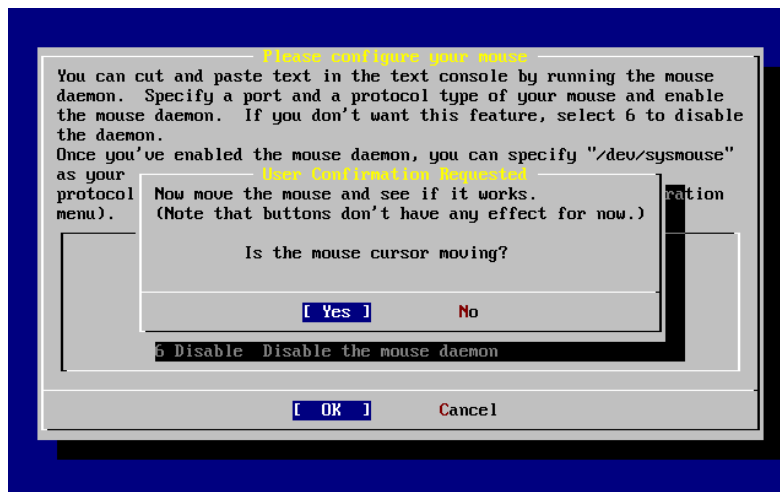 Please configure your mouse
You can cut and paste text in the text console by running the mouse
daemon.  Specify a port and a protocol type of your mouse and enable
the mouse daemon.  If you don't want this feature, select 6 to disable
the daemon.
Once you've enabled the mouse daemon, you can specify "/dev/sysmouse"
as your
protocol ration
menu).
User Confirmation Requested
Now move the mouse and see if it works.
(Note that buttons don't have any effect for now.)
Is the mouse cursor moving?
[ Yes ] No
6 Disable  Disable the mouse daemon
[ OK ] Cancel